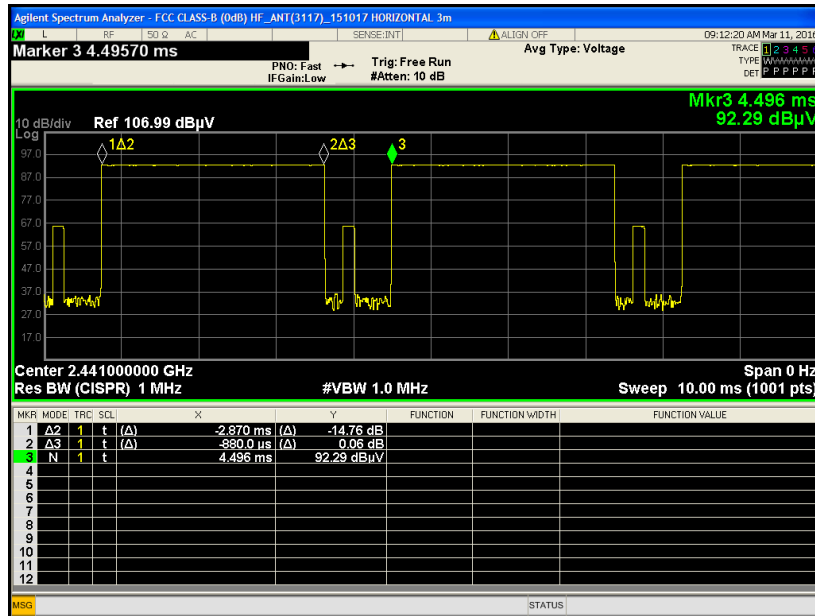 Agilent Spectrum Analyzer - FCC CLASS-B (0dB) HF_ANT(3117)_151017 HORIZONTAL 3m
LXI L RF 50 Ω AC SENSE:INT ALIGN OFF 09:12:20 AM Mar 11, 2016
Marker 3 4.49570 ms Avg Type: Voltage TRACE 1 2 3 4 5
PNO: Fast Trig: Free Run TYPE
IFGain:Low #Atten: 10 dB DET P P P P P
Mkr3 4.496 ms
10 dB/div Ref 106.99 dBµV 92.29 dBµV
Log
1Δ2 2Δ3 3
97.0
87.0
77.0
67.0
57.0
47.0
37.0
27.0
17.0
Center 2.441000000 GHz Span 0 Hz
Res BW (CISPR) 1 MHz #VBW 1.0 MHz Sweep 10.00 ms (1001 pts)
MKR MODE TRC SCL X Y FUNCTION FUNCTION WIDTH FUNCTION VALUE
1 Δ2 1 t (Δ) -2.870 ms (Δ) -14.76 dB
2 Δ3 1 t (Δ) -880.0 µs (Δ) 0.06 dB
3 N 1 t 4.496 ms 92.29 dBµV
4
5
6
7
8
9
10
11
12
MSG STATUS